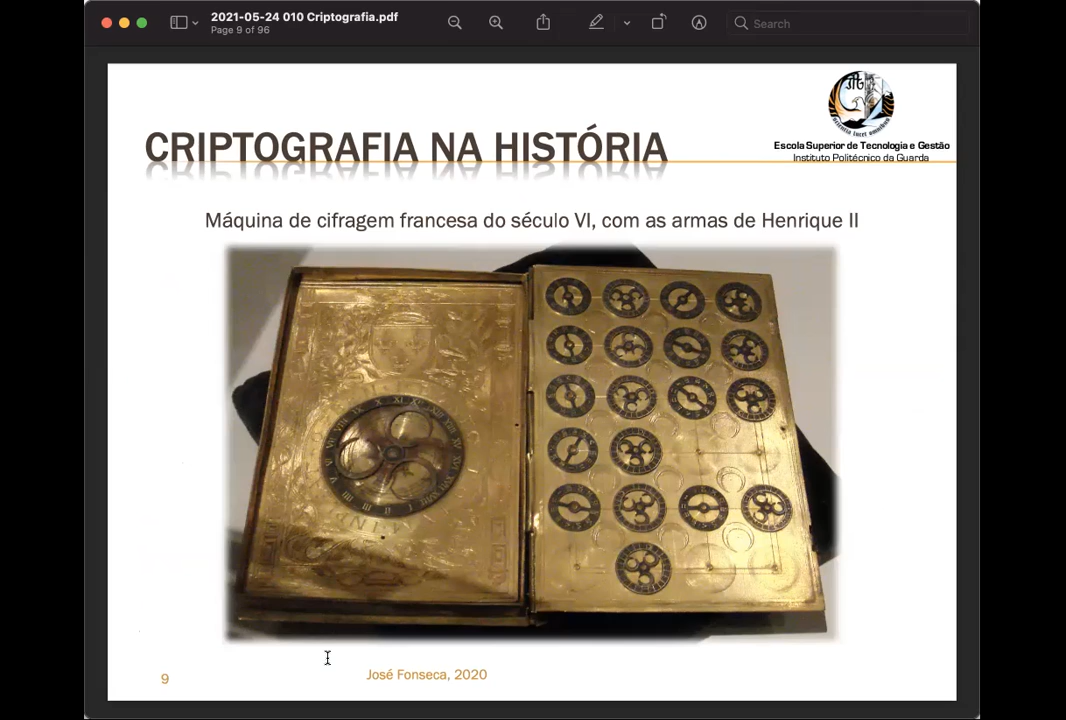 2021-05-24 010 Criptografia.pdf
Page 9 of 96
Search
CRIPTOGRAFIA NA HISTÓRIA
Escola Superior de Tecnologia e Gestão
Instituto Politécnico da Guarda
Máquina de cifragem francesa do século VI, com as armas de Henrique II
9
José Fonseca, 2020